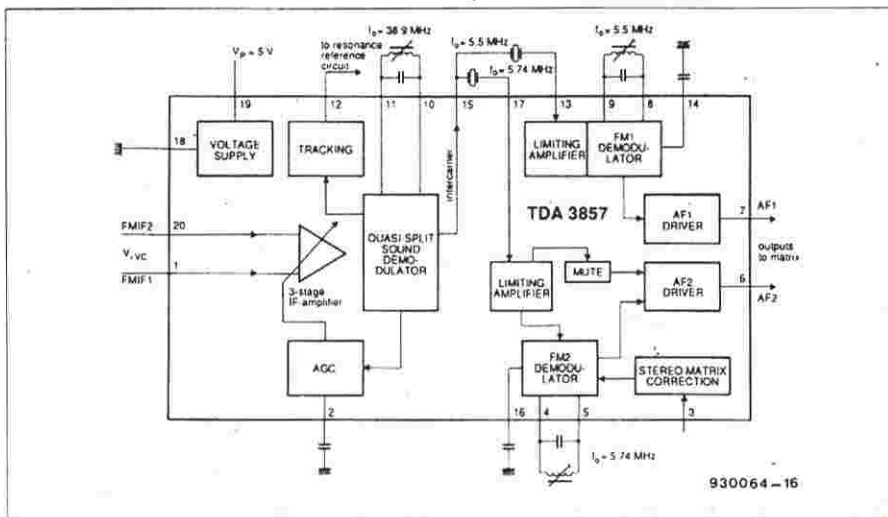 f₀ = 38.9 MHz
f₀ = 5.5 MHz
Vp = 5 V
to resonance
reference
circuit
f₀ = 5.5 MHz
f₀ = 5.74 MHz
19
12
11
10
15
17
13
9
8
14
18
VOLTAGE
SUPPLY
TRACKING
LIMITING
AMPLIFIER
FM1
DEMODU-
LATOR
intercarrier
TDA 3857
7
AF1
AF1
DRIVER
FMIF2
20
QUASI-SPLIT
SOUND
DEMO-
DULATOR
outputs
to matrix
FMIF1
1
3-stage
IF-amplifier
LIMITING
AMPLIFIER
MUTE
AF2
DRIVER
6
AF2
AGC
FM2
DEMODU-
LATOR
STEREO MATRIX
CORRECTION
2
16
4
5
3
f₀ = 5.74 MHz
930064-16